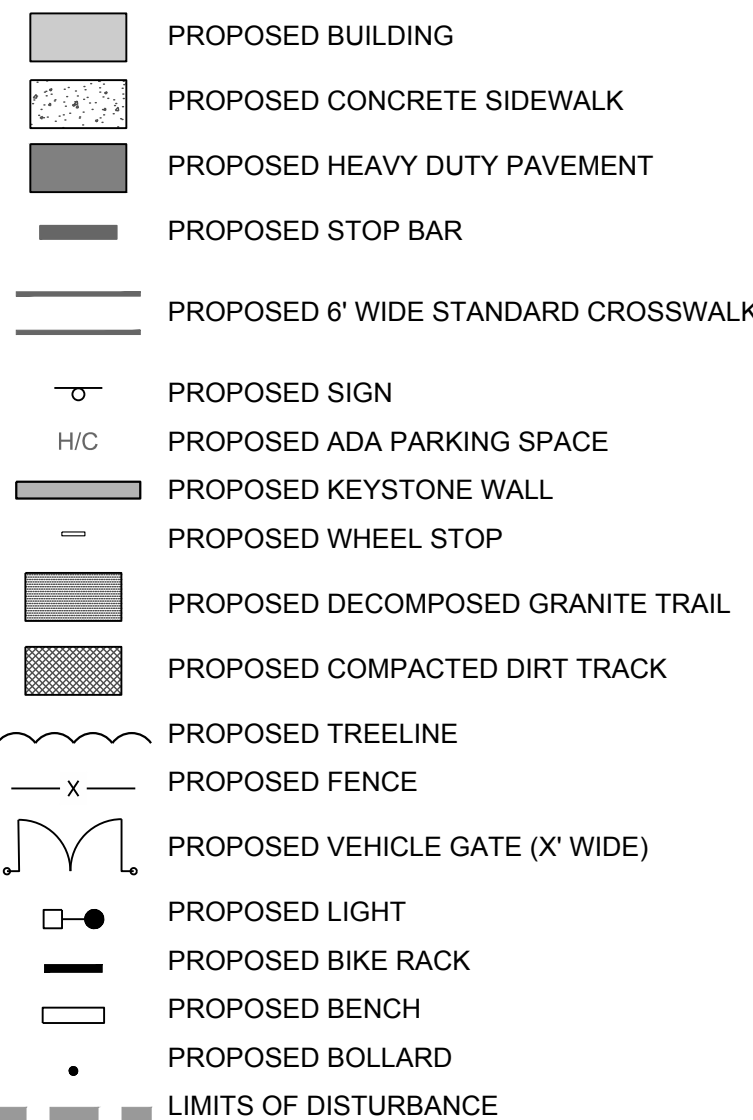 PROPOSED BUILDING
PROPOSED CONCRETE SIDEWALK
PROPOSED HEAVY DUTY PAVEMENT
PROPOSED STOP BAR
PROPOSED 6' WIDE STANDARD CROSSWALK
PROPOSED SIGN
H/C PROPOSED ADA PARKING SPACE
PROPOSED KEYSTONE WALL
PROPOSED WHEEL STOP
PROPOSED DECOMPOSED GRANITE TRAIL
PROPOSED COMPACTED DIRT TRACK
PROPOSED TREELINE
X PROPOSED FENCE
PROPOSED VEHICLE GATE (X' WIDE)
PROPOSED LIGHT
PROPOSED BIKE RACK
PROPOSED BENCH
PROPOSED BOLLARD
LIMITS OF DISTURBANCE